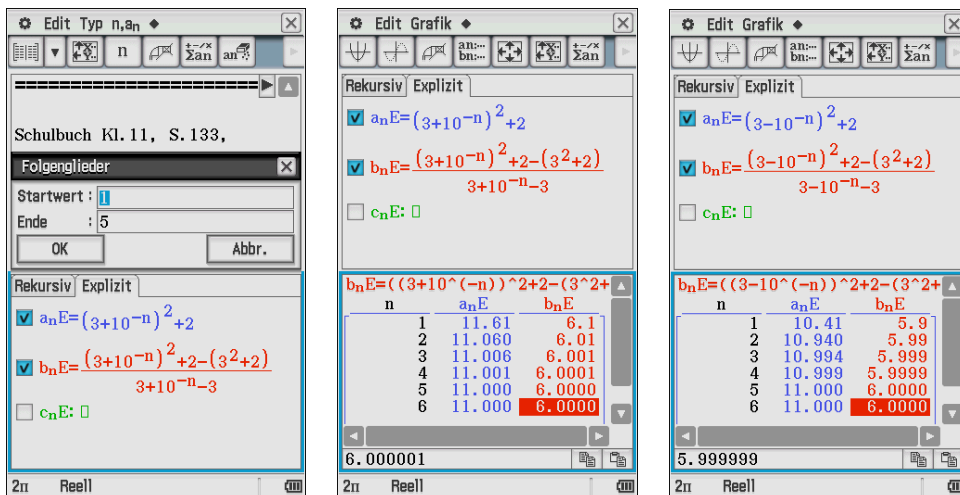 Edit Typ n,an ◆
n
Σan
an
===========================
Schulbuch Kl.11, S.133,
Folgenglieder
Startwert : 1
Ende : 5
OK Abbr.
Rekursiv Explizit
anE=(3+10^-n)^2+2
bnE=((3+10^-n)^2+2-(3^2+2))/(3+10^-n-3)
cnE: □
2π Reell
Edit Grafik ◆
an:…
bn:…
Σan
Rekursiv Explizit
anE=(3+10^-n)^2+2
bnE=((3+10^-n)^2+2-(3^2+2))/(3+10^-n-3)
cnE: □
bnE=((3+10^(-n))^2+2-(3^2+
n anE bnE
1 11.61 6.1
2 11.060 6.01
3 11.006 6.001
4 11.001 6.0001
5 11.000 6.0000
6 11.000 6.0000
6.000001
2π Reell
Edit Grafik ◆
an:…
bn:…
Σan
Rekursiv Explizit
anE=(3-10^-n)^2+2
bnE=((3-10^-n)^2+2-(3^2+2))/(3-10^-n-3)
cnE: □
bnE=((3-10^(-n))^2+2-(3^2+
n anE bnE
1 10.41 5.9
2 10.940 5.99
3 10.994 5.999
4 10.999 5.9999
5 11.000 6.0000
6 11.000 6.0000
5.999999
2π Reell